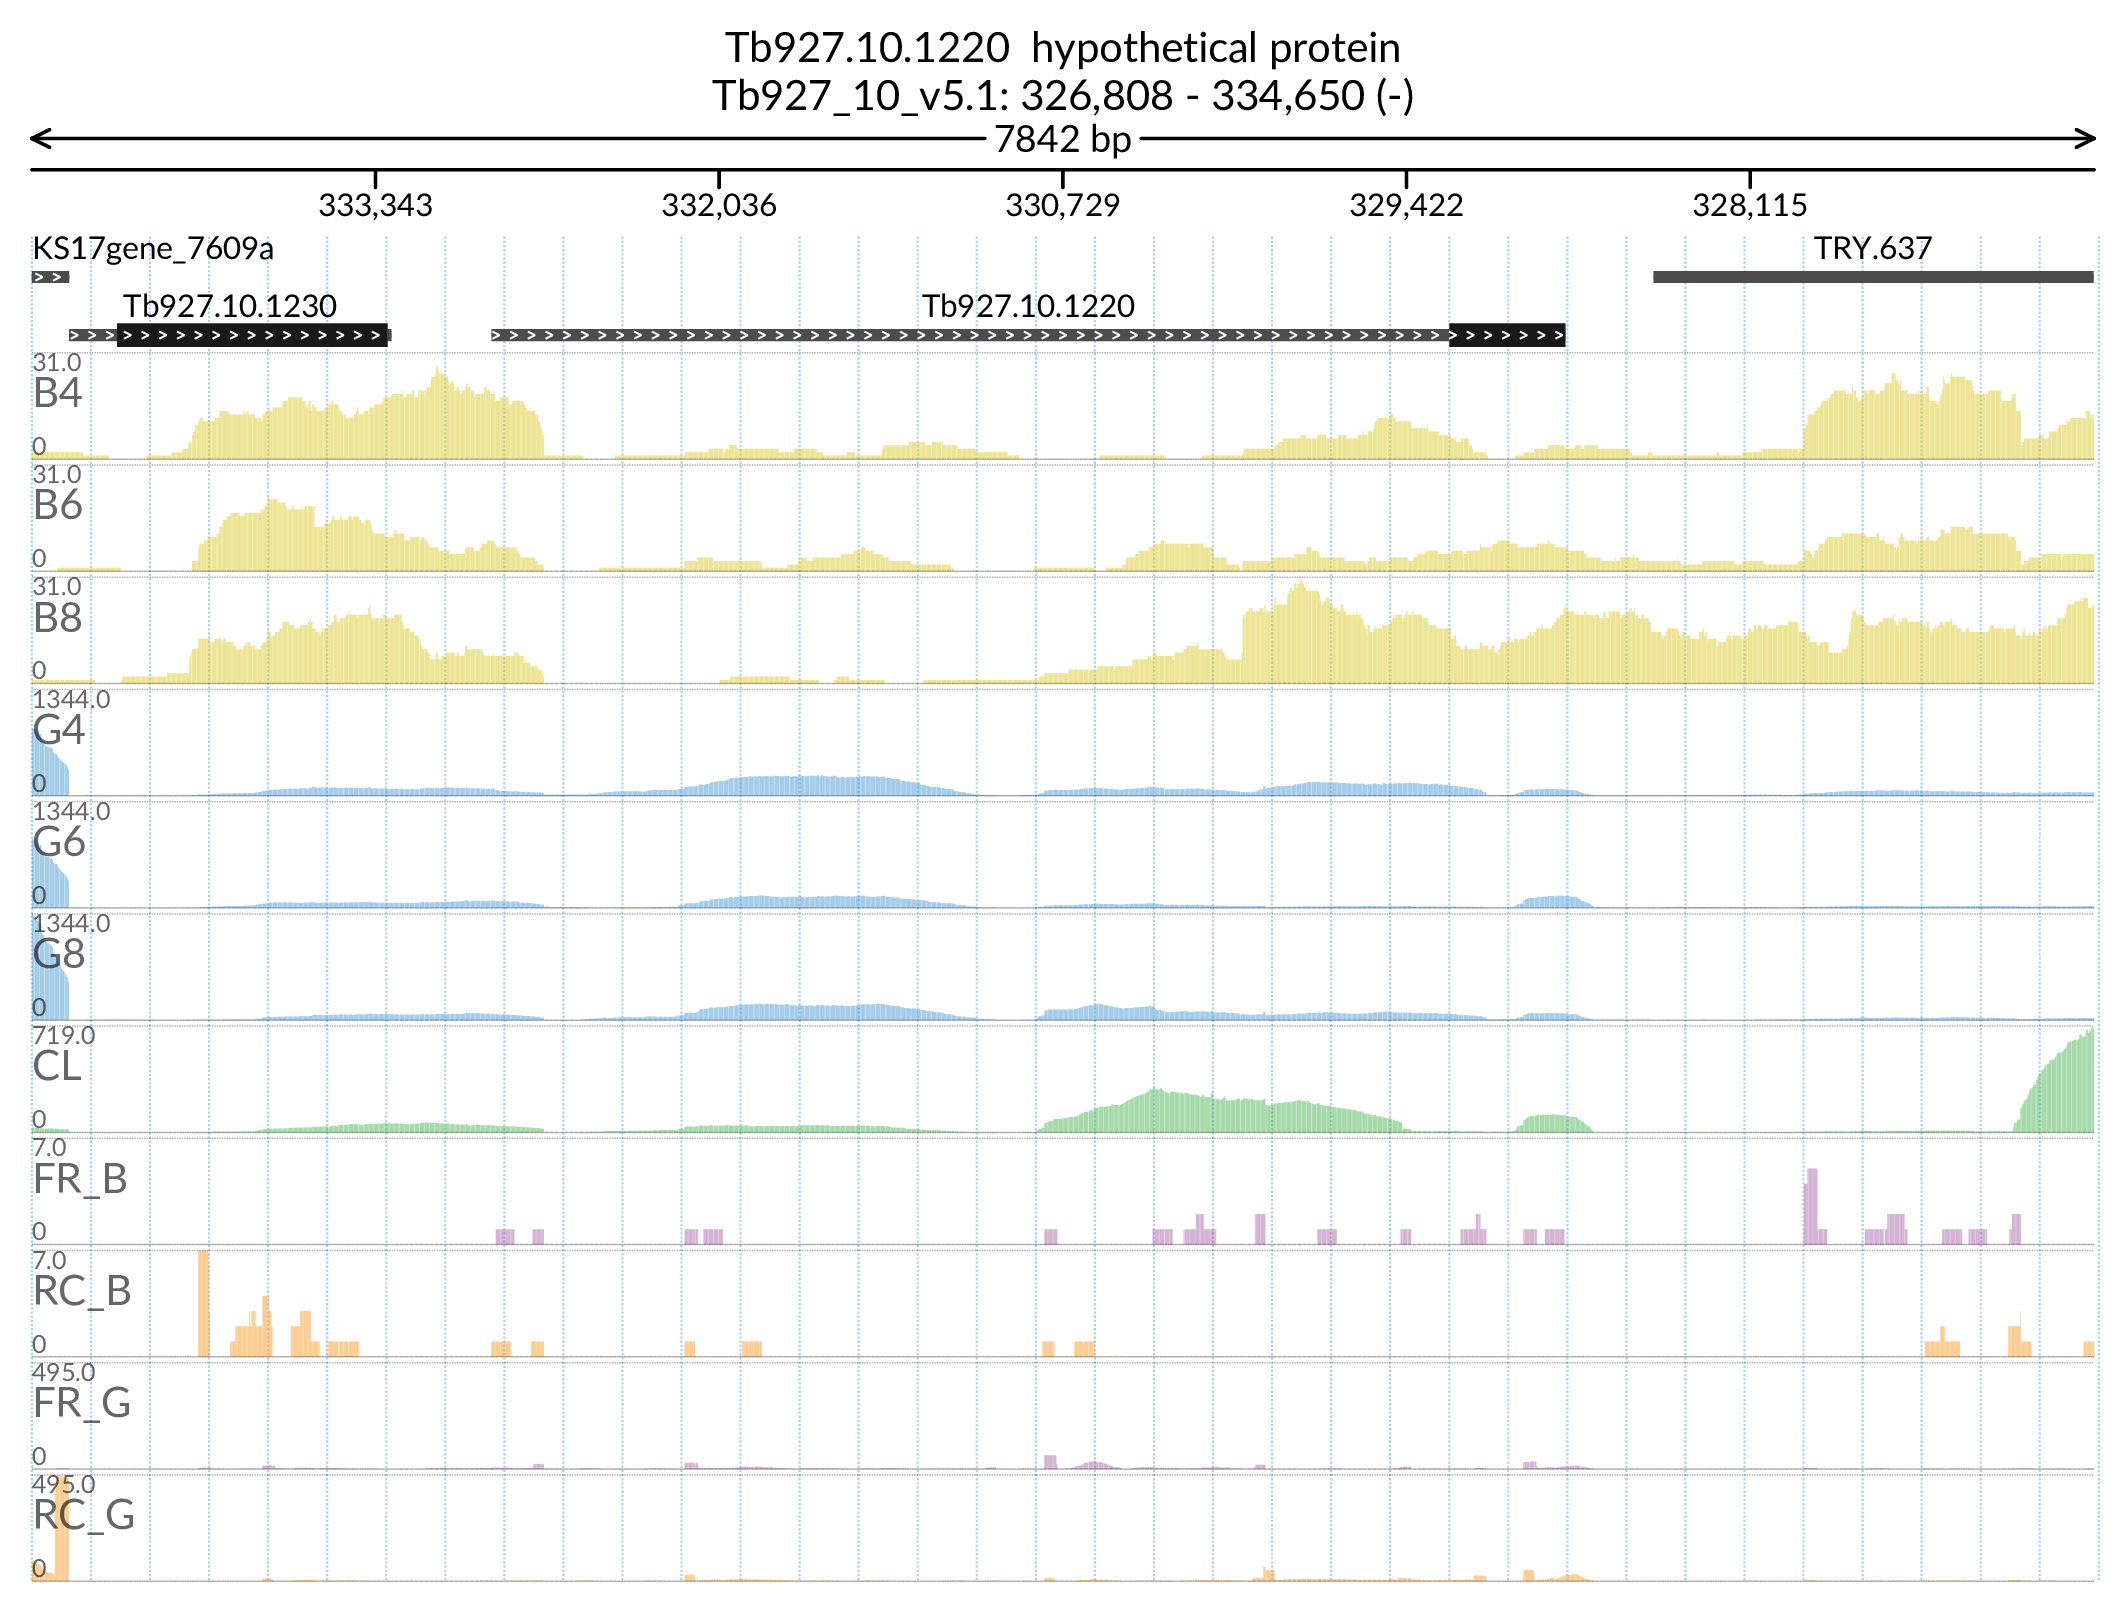 Tb927.10.1220  hypothetical protein
Tb927_10_v5.1: 326,808 - 334,650 (-)
7842 bp
333,343 332,036 330,729 329,422 328,115
KS17gene_7609a TRY.637
Tb927.10.1230 Tb927.10.1220
31.0
B4
0
31.0
B6
0
31.0
B8
0
1344.0
G4
0
1344.0
G6
0
1344.0
G8
0
719.0
CL
0
7.0
FR_B
0
7.0
RC_B
0
495.0
FR_G
0
495.0
RC_G
0